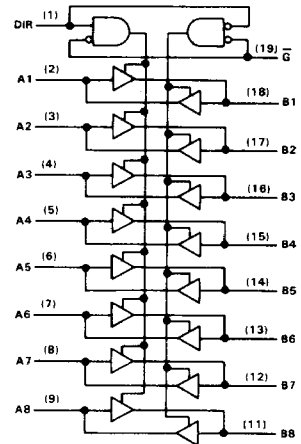 DIR (1)
(19) G̅
A1 (2)
(18) B1
A2 (3)
(17) B2
A3 (4)
(16) B3
A4 (5)
(15) B4
A5 (6)
(14) B5
A6 (7)
(13) B6
A7 (8)
(12) B7
A8 (9)
(11) B8